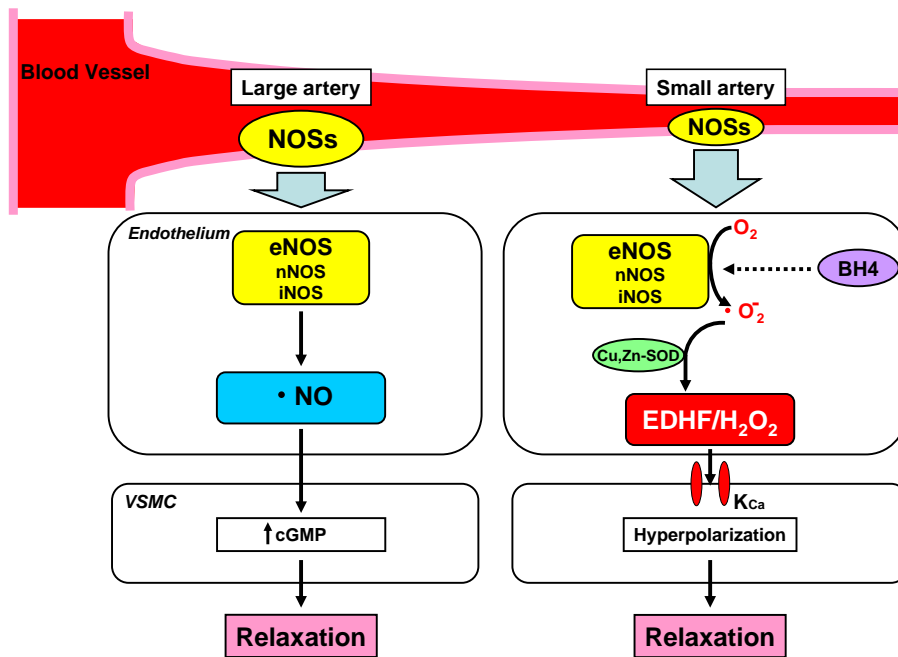 Blood Vessel
Large artery
Small artery
NOSs
NOSs
Endothelium
eNOS
nNOS
iNOS
· NO
VSMC
↑cGMP
Relaxation
O₂
eNOS
nNOS
iNOS
BH4
· O₂⁻
Cu,Zn-SOD
EDHF/H₂O₂
KCa
Hyperpolarization
Relaxation